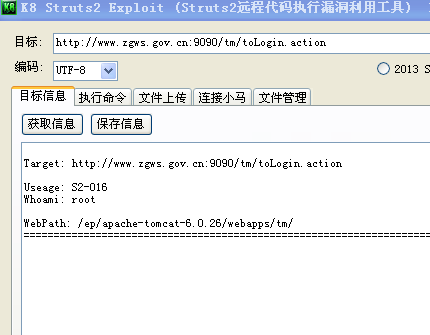 K8 Struts2 Exploit (Struts2远程代码执行漏洞利用工具)
目标: http://www.zgws.gov.cn:9090/tm/toLogin.action
编码: UTF-8 2013 S
目标信息 执行命令 文件上传 连接小马 文件管理
获取信息 保存信息
Target: http://www.zgws.gov.cn:9090/tm/toLogin.action
Useage: S2-016
Whoami: root
WebPath: /ep/apache-tomcat-6.0.26/webapps/tm/
====================================================================